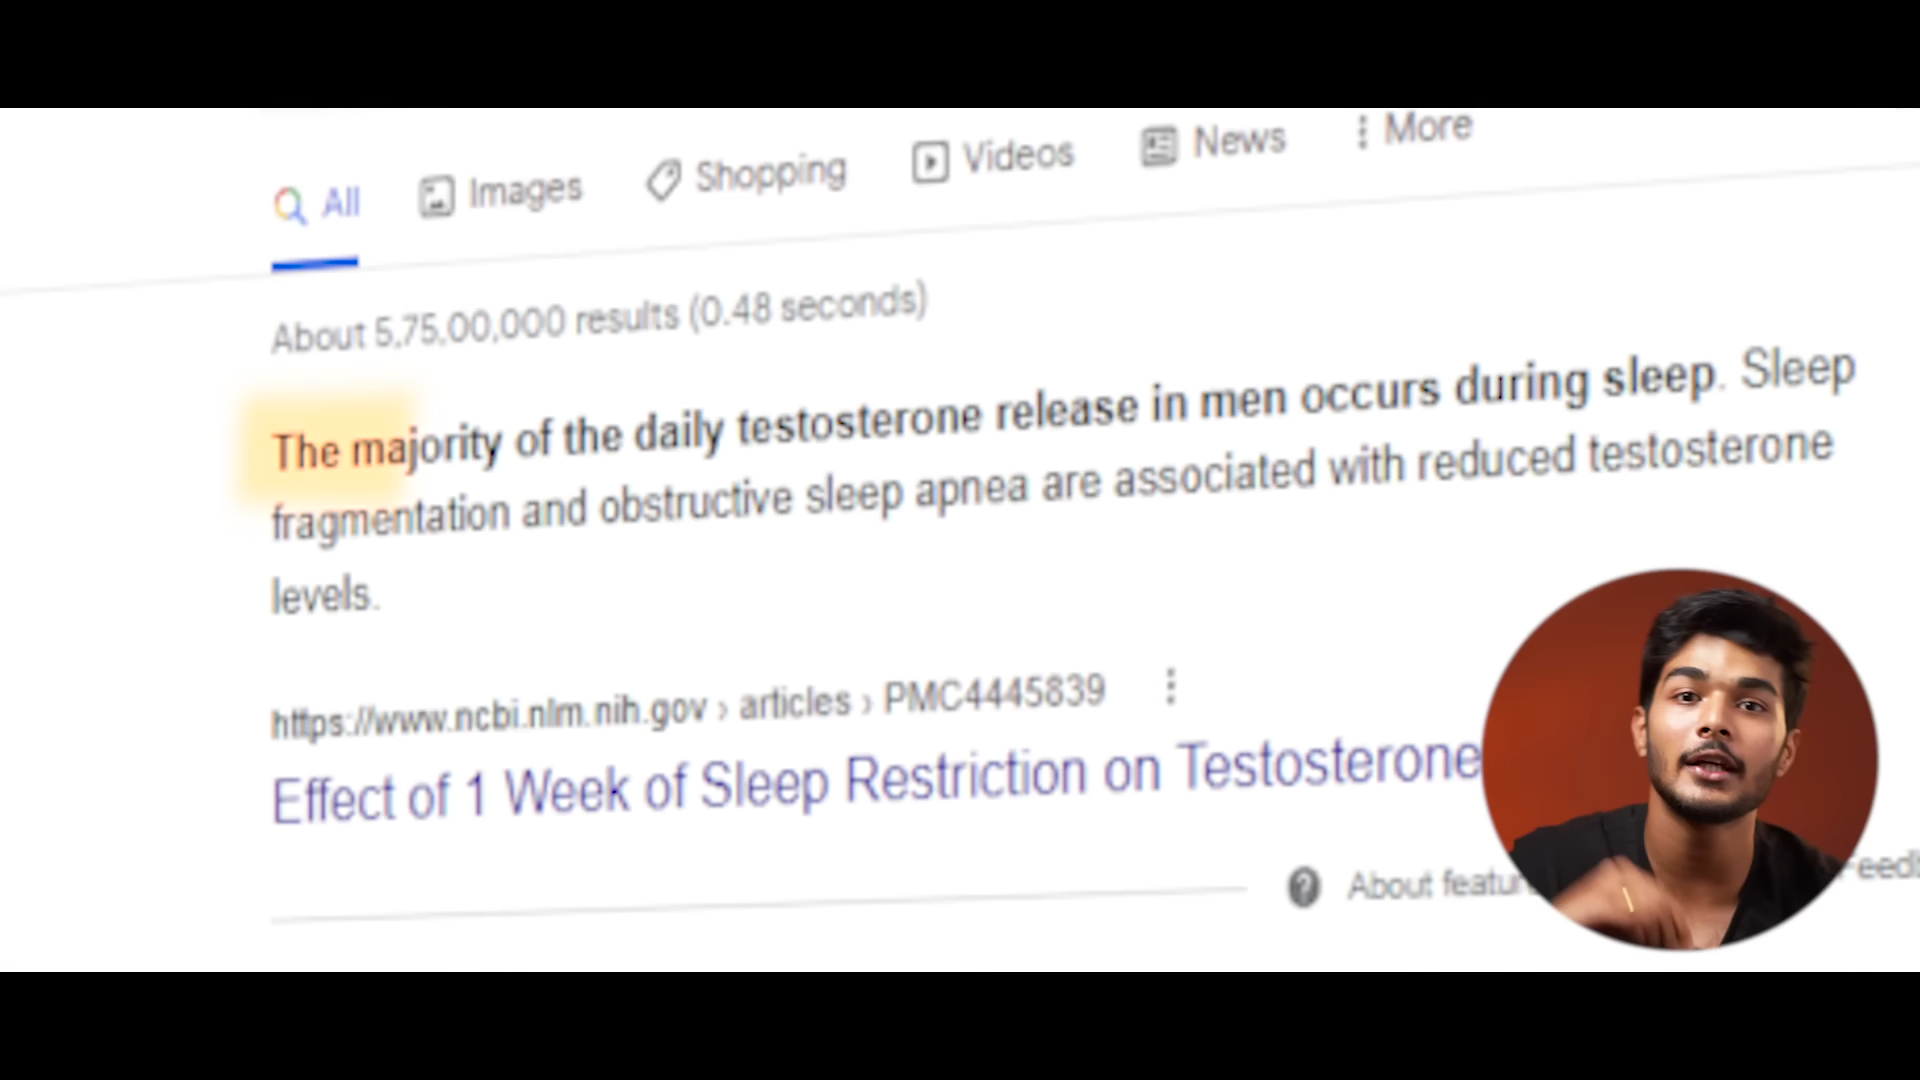 All Images Shopping Videos News More
About 5,75,00,000 results (0.48 seconds)
The majority of the daily testosterone release in men occurs during sleep. Sleep
fragmentation and obstructive sleep apnea are associated with reduced testosterone
levels.
https://www.ncbi.nlm.nih.gov › articles › PMC4445839
Effect of 1 Week of Sleep Restriction on Testosterone
About